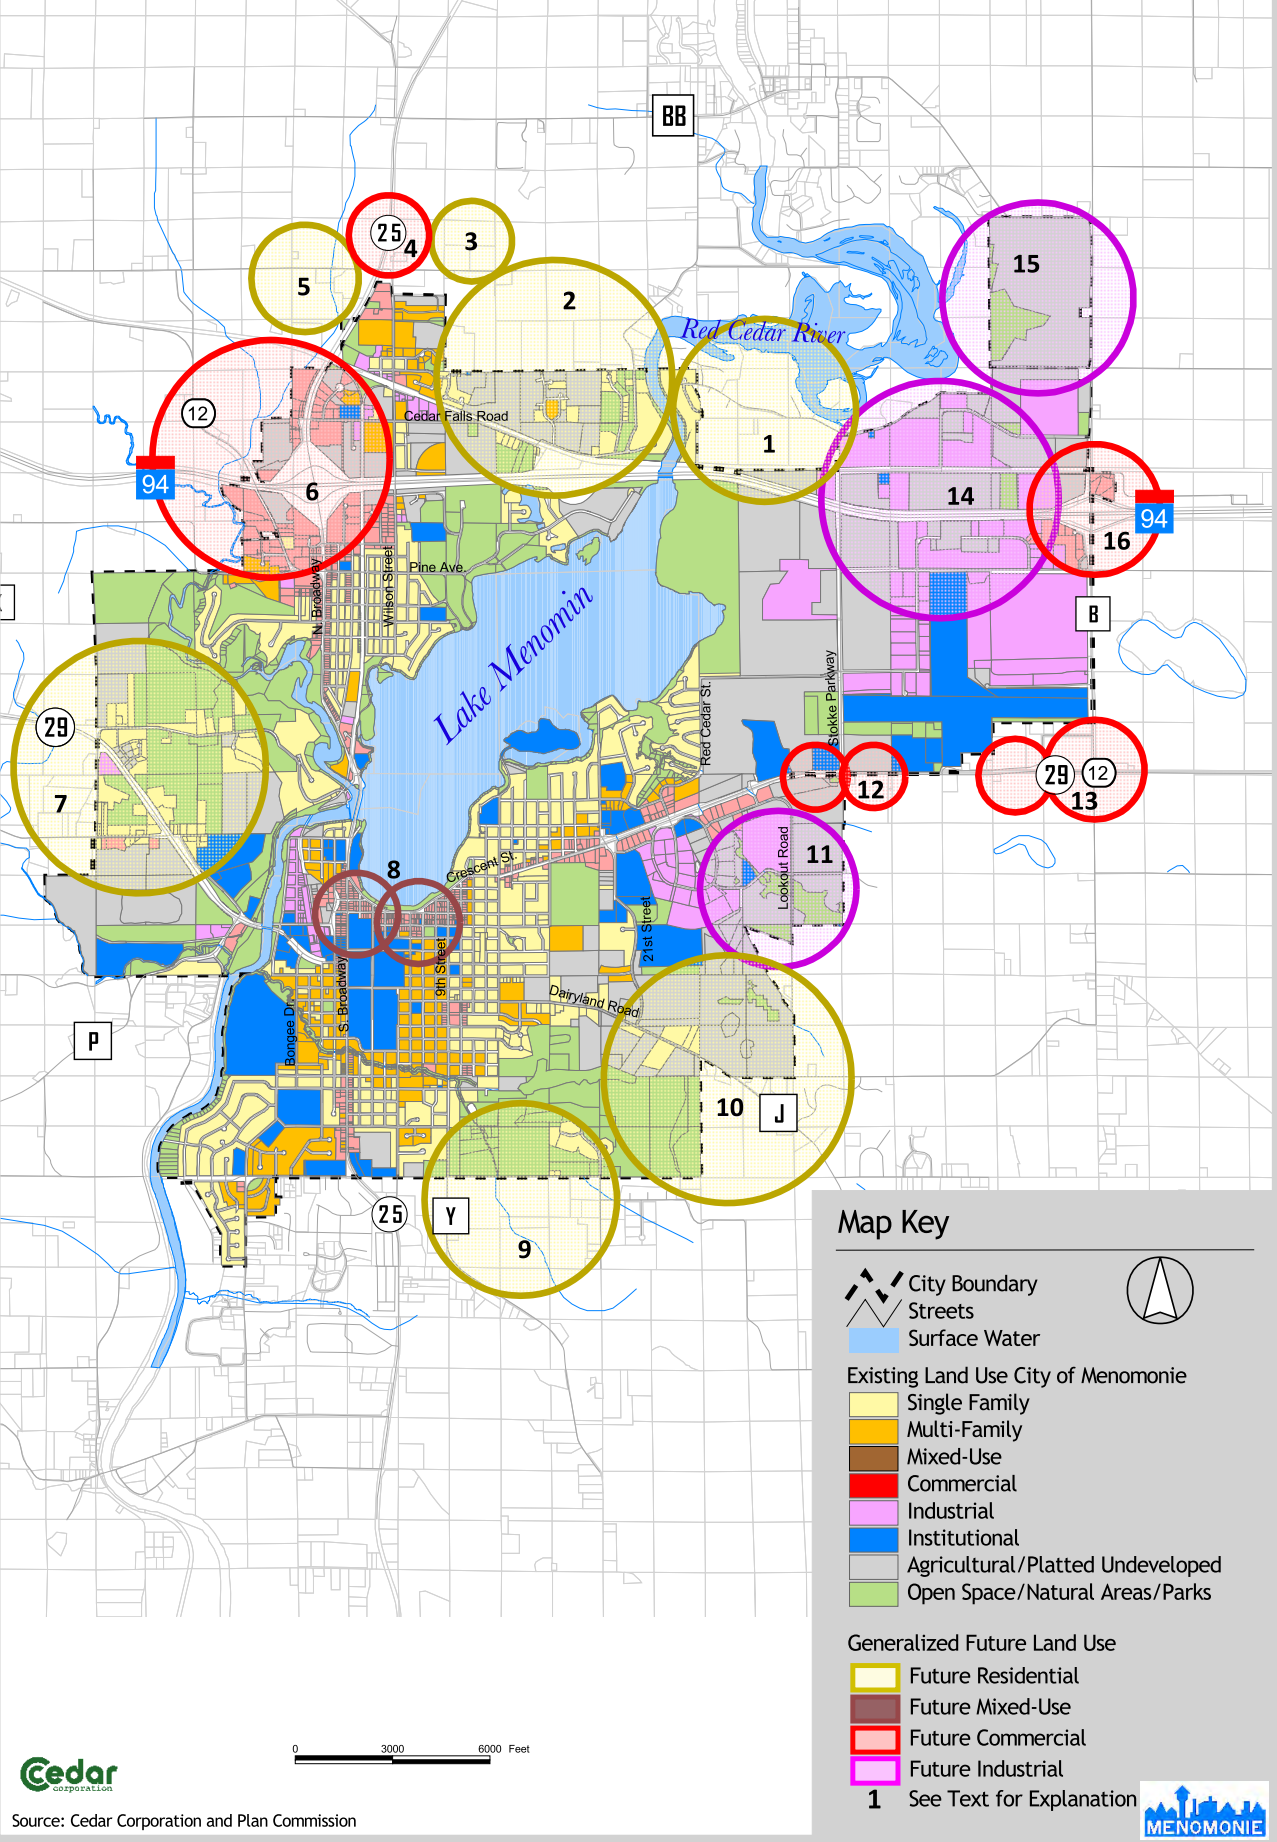 BB
25
4
3
5
2
15
Red Cedar River
12
Cedar Falls Road
1
94
6
14
94
16
Pine Ave.
N. Broadway
Wilson Street
B
Lake Menomin
Stokke Parkway
Red Cedar St.
29
7
12
29
12
13
8
Crescent St.
Lookout Road
11
21st Street
9th Street
S. Broadway
Bongee Dr.
Dairyland Road
P
10
J
25
Y
9
Map Key
City Boundary
Streets
Surface Water
Existing Land Use City of Menomonie
Single Family
Multi-Family
Mixed-Use
Commercial
Industrial
Institutional
Agricultural/Platted Undeveloped
Open Space/Natural Areas/Parks
Generalized Future Land Use
Future Residential
Future Mixed-Use
Future Commercial
Future Industrial
1 See Text for Explanation
MENOMONIE
0 3000 6000 Feet
Cedar
corporation
Source: Cedar Corporation and Plan Commission